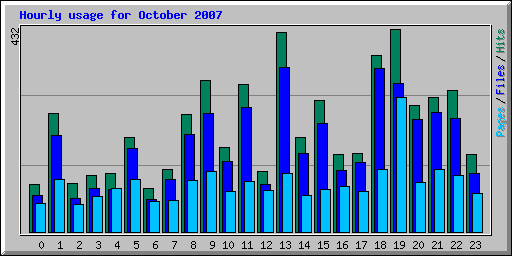 Hourly usage for October 2007
432
Pages / Files / Hits
0 1 2 3 4 5 6 7 8 9 10 11 12 13 14 15 16 17 18 19 20 21 22 23